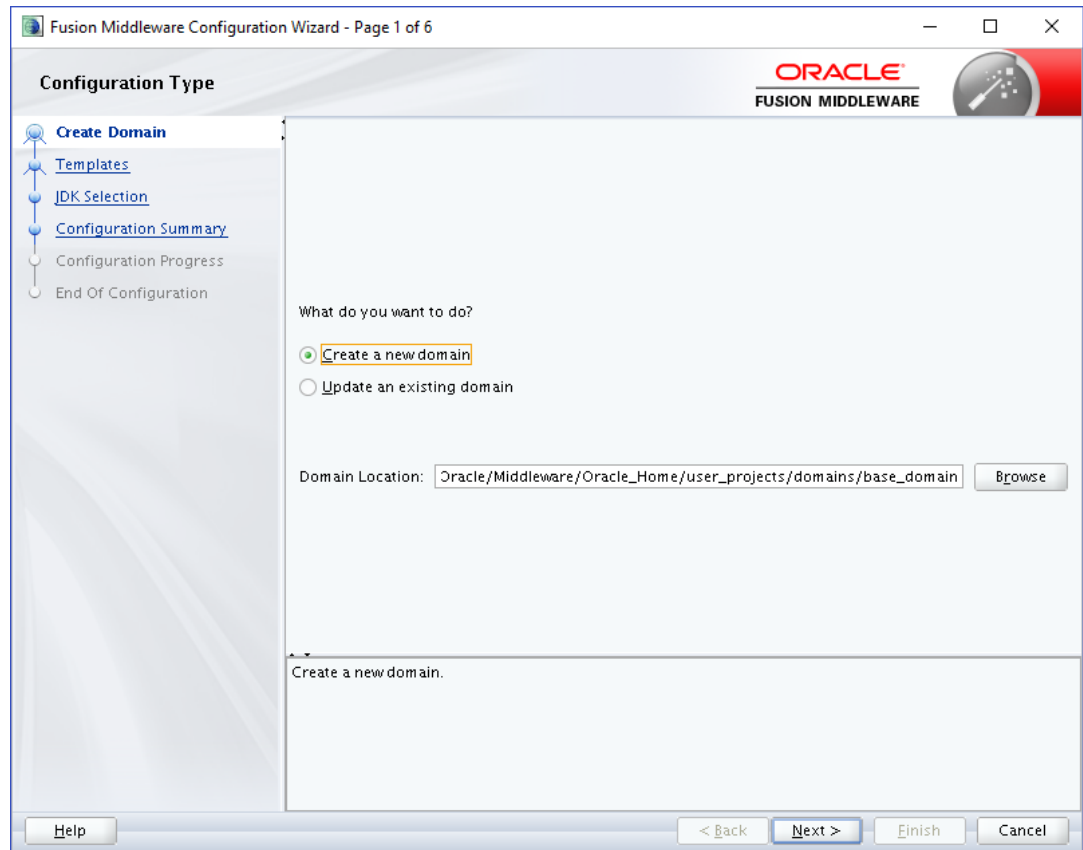 Fusion Middleware Configuration Wizard - Page 1 of 6
Configuration Type
ORACLE
FUSION MIDDLEWARE
Create Domain
Templates
JDK Selection
Configuration Summary
Configuration Progress
End Of Configuration
What do you want to do?
Create a new domain
Update an existing domain
Domain Location: Oracle/Middleware/Oracle_Home/user_projects/domains/base_domain Browse
Create a new domain.
Help < Back Next > Finish Cancel